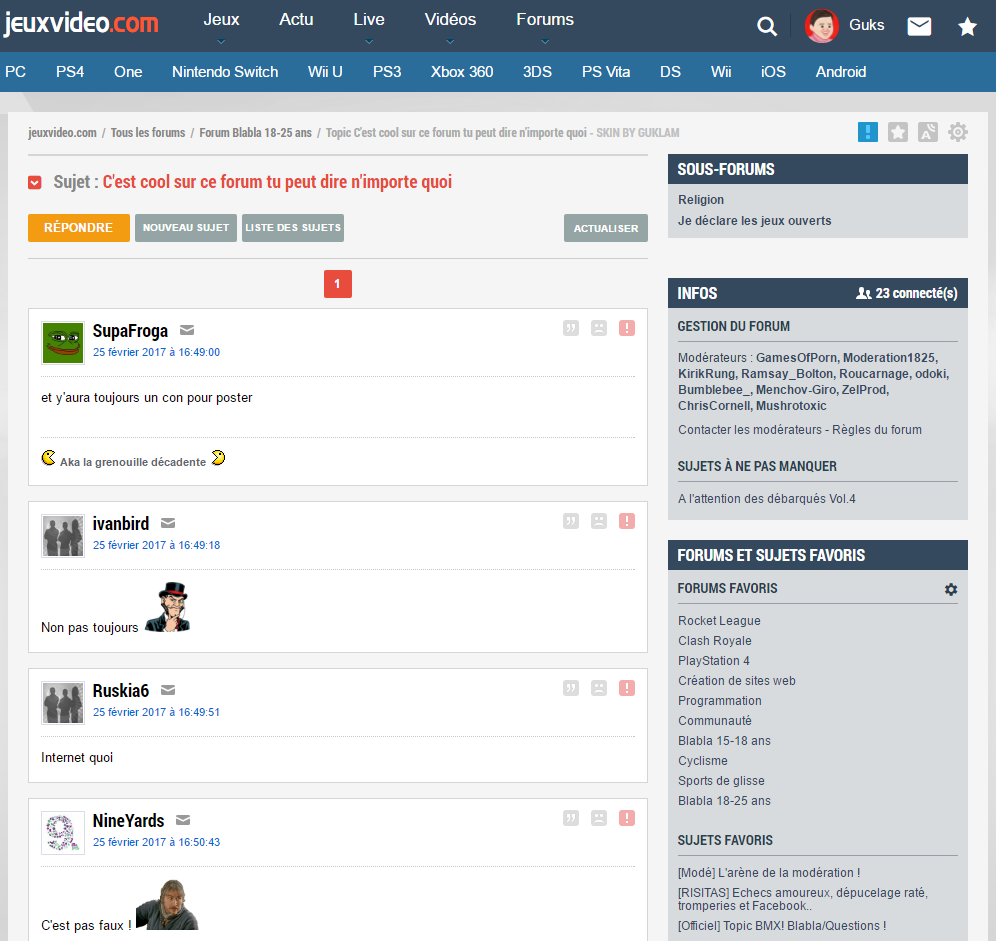 jeuxvideo.com
Jeux Actu Live Vidéos Forums Guks
PC PS4 One Nintendo Switch Wii U PS3 Xbox 360 3DS PS Vita DS Wii iOS Android
jeuxvideo.com / Tous les forums / Forum Blabla 18-25 ans / Topic C'est cool sur ce forum tu peut dire n'importe quoi - SKIN BY GUKLAM
Sujet : C'est cool sur ce forum tu peut dire n'importe quoi
RÉPONDRE NOUVEAU SUJET LISTE DES SUJETS ACTUALISER
1
SupaFroga
25 février 2017 à 16:49:00
et y'aura toujours un con pour poster
Aka la grenouille décadente
ivanbird
25 février 2017 à 16:49:18
Non pas toujours
Ruskia6
25 février 2017 à 16:49:51
Internet quoi
NineYards
25 février 2017 à 16:50:43
C'est pas faux !
SOUS-FORUMS
Religion
Je déclare les jeux ouverts
INFOS 23 connecté(s)
GESTION DU FORUM
Modérateurs : GamesOfPorn, Moderation1825,
KirikRung, Ramsay_Bolton, Roucarnage, odoki,
Bumblebee_, Menchov-Giro, ZelProd,
ChrisCornell, Mushrotoxic
Contacter les modérateurs - Règles du forum
SUJETS À NE PAS MANQUER
A l'attention des débarqués Vol.4
FORUMS ET SUJETS FAVORIS
FORUMS FAVORIS
Rocket League
Clash Royale
PlayStation 4
Création de sites web
Programmation
Communauté
Blabla 15-18 ans
Cyclisme
Sports de glisse
Blabla 18-25 ans
SUJETS FAVORIS
[Modé] L'arène de la modération !
[RISITAS] Echecs amoureux, dépucelage raté,
tromperies et Facebook..
[Officiel] Topic BMX! Blabla/Questions !